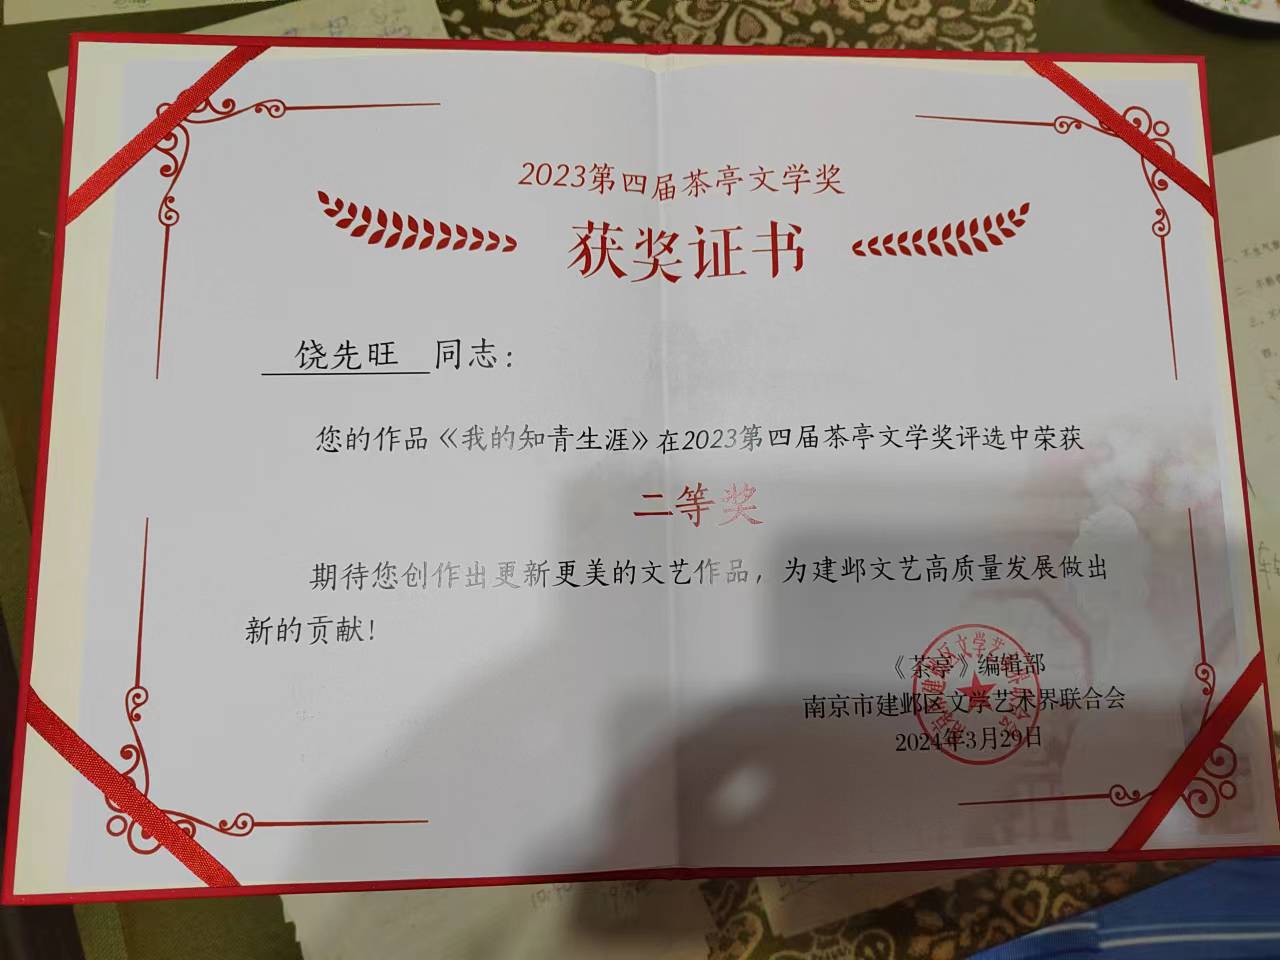 2023第四届茶亭文学奖
获奖证书
饶先旺 同志：
您的作品《我的知青生涯》在2023第四届茶亭文学奖评选中荣获
二等奖
期待您创作出更新更美的文艺作品，为建邺文艺高质量发展做出
新的贡献！
《茶亭》编辑部
南京市建邺区文学艺术界联合会
2024年3月29日